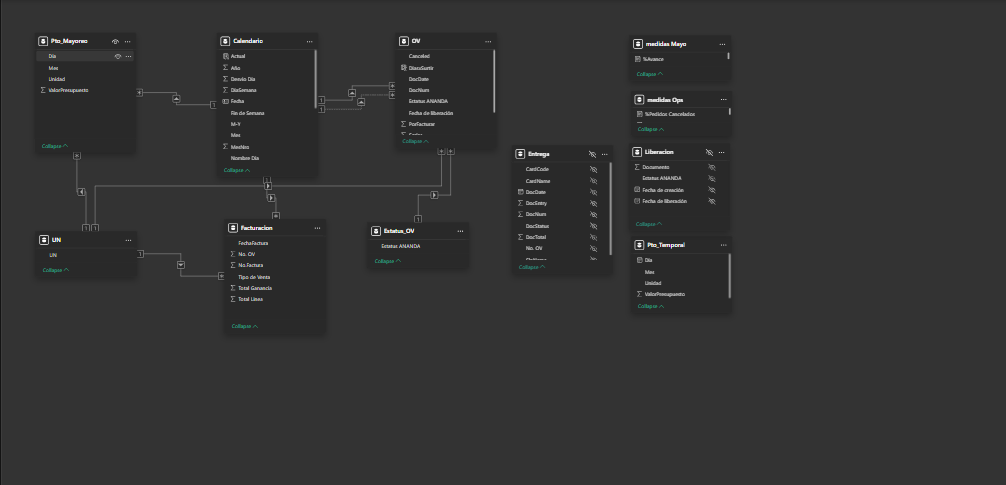 Pto_Mayoreo
Día
Mes
Unidad
ValorPresupuesto
Collapse
Calendario
Actual
Año
Desvio Dia
DiaSemana
Fecha
Fin de Semana
M-Y
Mes
MesNro
Nombre Dia
Collapse
OV
Canceled
DiasxSurtir
DocDate
DocNum
Estatus ANANDA
Fecha de liberación
PorFacturar
Collapse
medidas Mayo
%Avance
Collapse
medidas Ops
%Pedidos Cancelados
Collapse
Entrega
CardCode
CardName
DocDate
DocEntry
DocNum
DocStatus
DocTotal
No. OV
Collapse
Liberacion
Documento
Estatus ANANDA
Fecha de creación
Fecha de liberación
Collapse
UN
UN
Collapse
Facturacion
FechaFactura
No. OV
No.Factura
Tipo de Venta
Total Ganancia
Total Lines
Collapse
Estatus_OV
Estatus ANANDA
Collapse
Pto_Temporal
Día
Mes
Unidad
ValorPresupuesto
Collapse